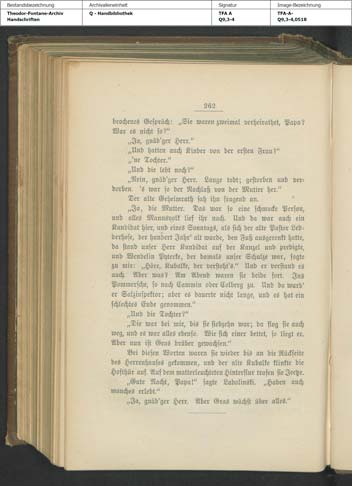 Bestandsbezeichnung Archivalieneinheit Signatur Image-Bezeichnung
Theodor-Fontane-Archiv Q - Handbibliothek TFA A TFA-A-
Handschriften Q9,3-4 Q9,3-4,0518
262
brochenes Gespräch: „Sie waren zweimal verheirathet, Papa?
War es nicht so?“
„Ja, gnäd'ger Herr.“
„Und hatten auch Kinder von der ersten Frau?“
„'ne Tochter.“
„Und die lebt noch?“
„Nein, gnäd'ger Herr. Lange todt; gestorben und ver-
dorben. 's war so der Nachlaß von der Mutter her.“
Der alte Geheimrath sah ihn fragend an.
„Ja, die Mutter. Das war so eine schmucke Person,
und alles Mannsvolk lief ihr nach. Und da war auch ein
Kandidat hier, und eines Sonntags, als sich der alte Pastor Led-
derhose, der hundert Jahr' alt wurde, den Fuß ausgerenkt hatte,
da stand unser Herr Kandidat auf der Kanzel und predigte,
und Wendelin Pyterke, der damals unser Schulze war, sagte
zu mir: „Hörr, Kubalke, der versteht's.“ Und er verstand es
auch. Aber was? Am Abend waren sie beide fort. Ins
Pommersche, so nach Cammin oder Colberg zu. Und da ward'
er Salzinspektor; aber es dauerte nicht lange, und es hat ein
schlechtes Ende genommen.“
„Und die Tochter?“
„Die war bei mir, bis sie siebzehn war; da flog sie auch
weg, und es war alles ebenso. Wie sich einer bettet, so liegt er.
Aber nun ist Gras drüber gewachsen.“
Bei diesen Worten waren sie wieder bis an die Rückseite
des Herrenhauses gekommen, und der alte Kubalke klinkte die
Hofthür auf. Auf dem matterleuchteten Hinterflur trafen sie Jeetze.
„Gute Nacht, Papa!“ sagte Ladalinski. „Haben auch
manches erlebt.“
„Ja, gnäd'ger Herr. Aber Gras wächst über alles.“